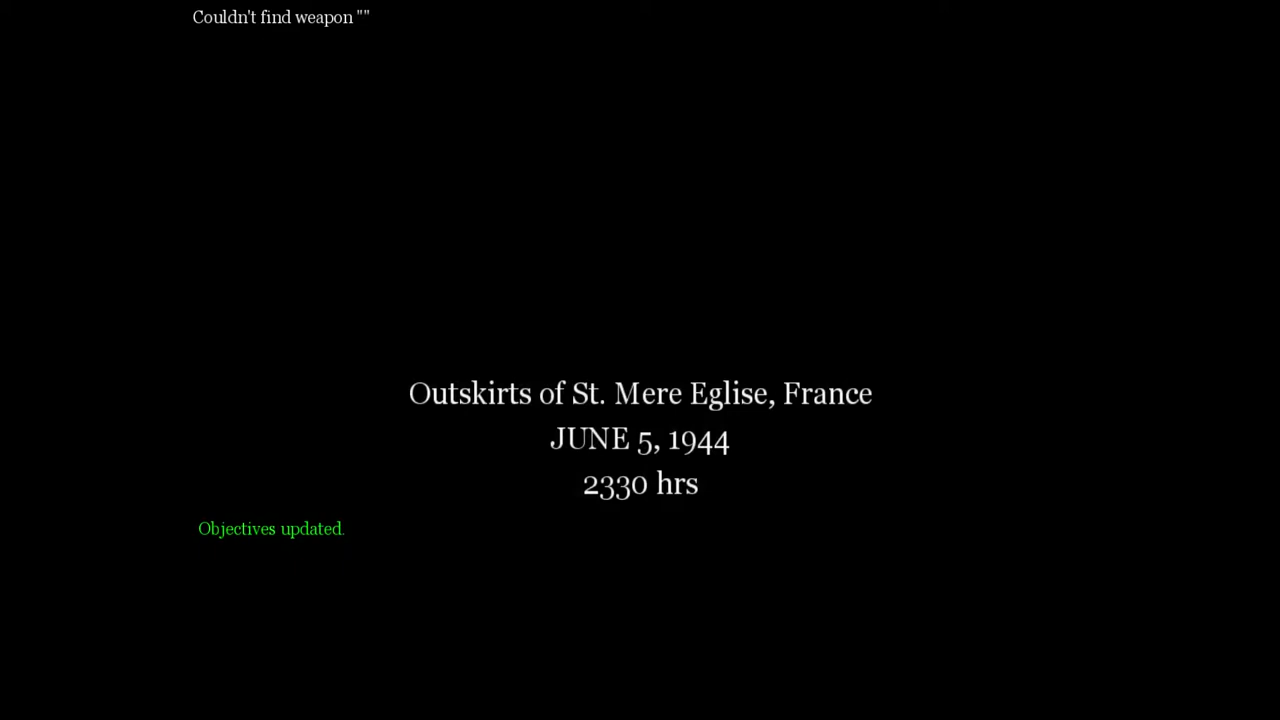 Couldn't find weapon ""
Outskirts of St. Mere Eglise, France
JUNE 5, 1944
2330 hrs
Objectives updated.